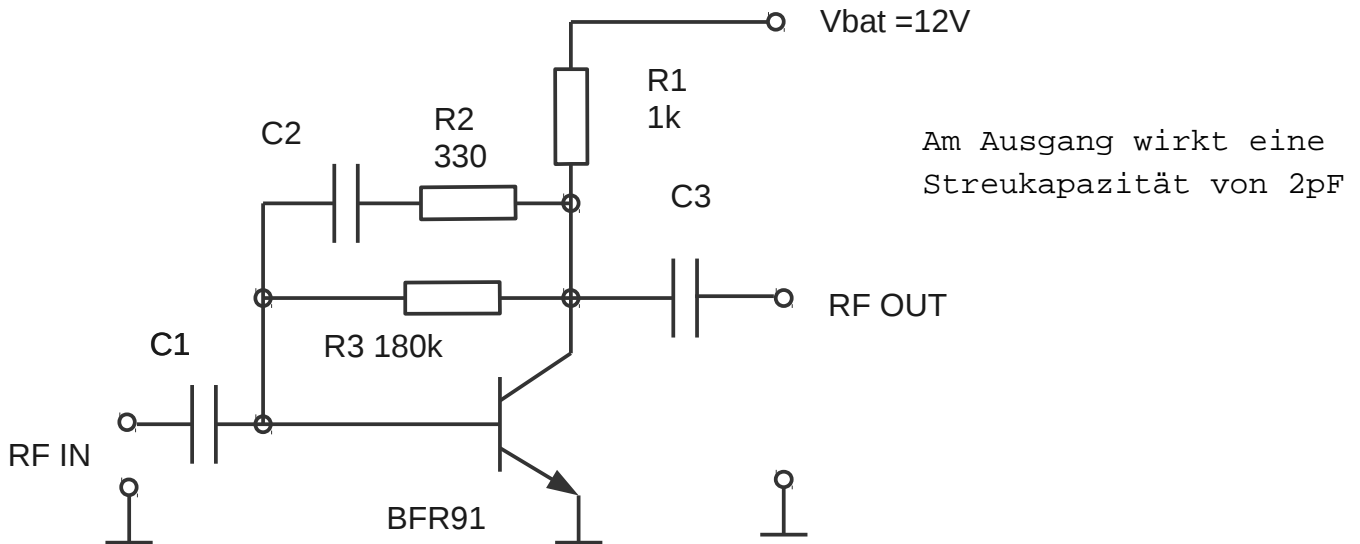 Vbat =12V
R1
1k
Am Ausgang wirkt eine
Streukapazität von 2pF
C2
R2
330
C3
RF OUT
C1
R3 180k
RF IN
BFR91